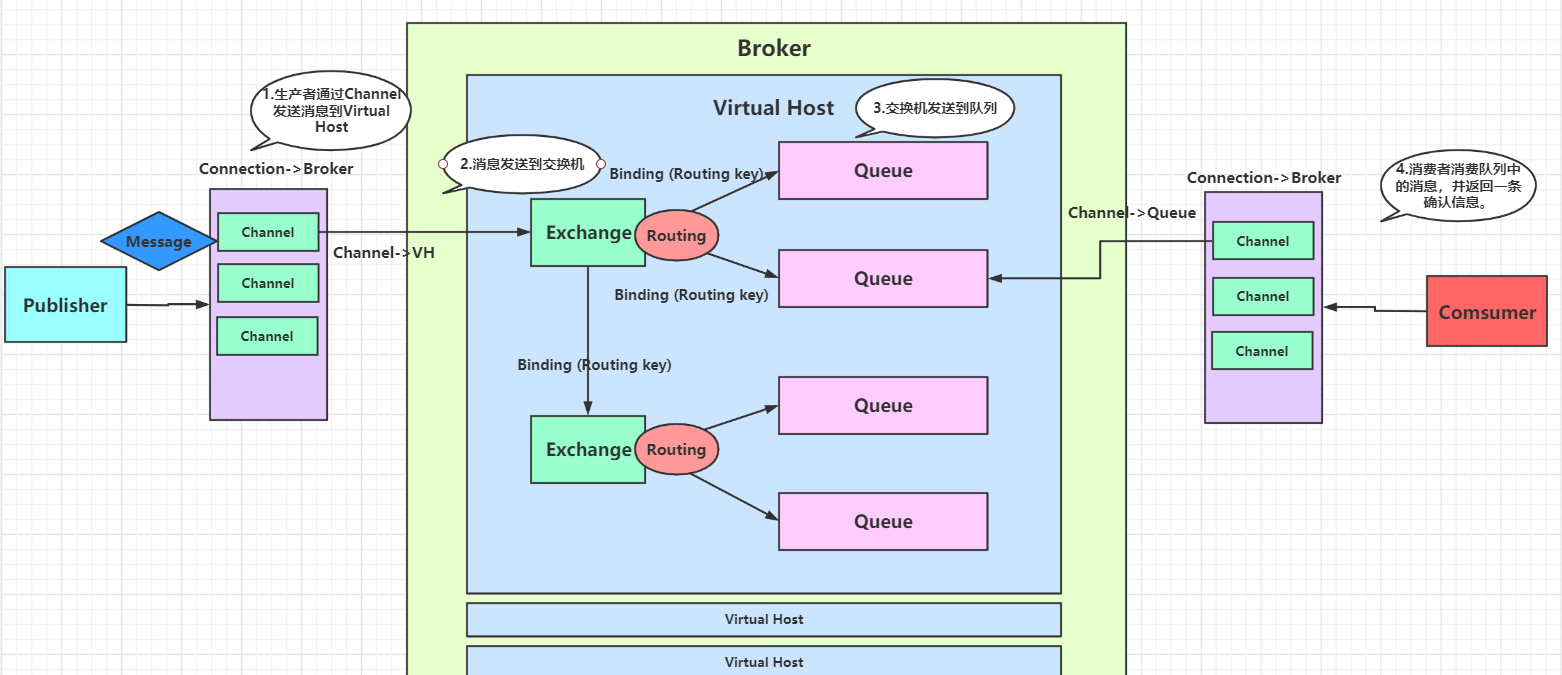 Broker
Virtual Host
1.生产者通过Channel
发送消息到Virtual
Host
3.交换机发送到队列
2.消息发送到交换机
4.消费者消费队列中
的消息，并返回一条
确认信息。
Connection->Broker
Connection->Broker
Binding (Routing key)
Queue
Channel->Queue
Message
Channel
Channel->VH
Exchange
Routing
Channel
Binding (Routing key)
Queue
Publisher
Channel
Channel
Channel
Channel
Comsumer
Binding (Routing key)
Queue
Exchange
Routing
Queue
Virtual Host
Virtual Host